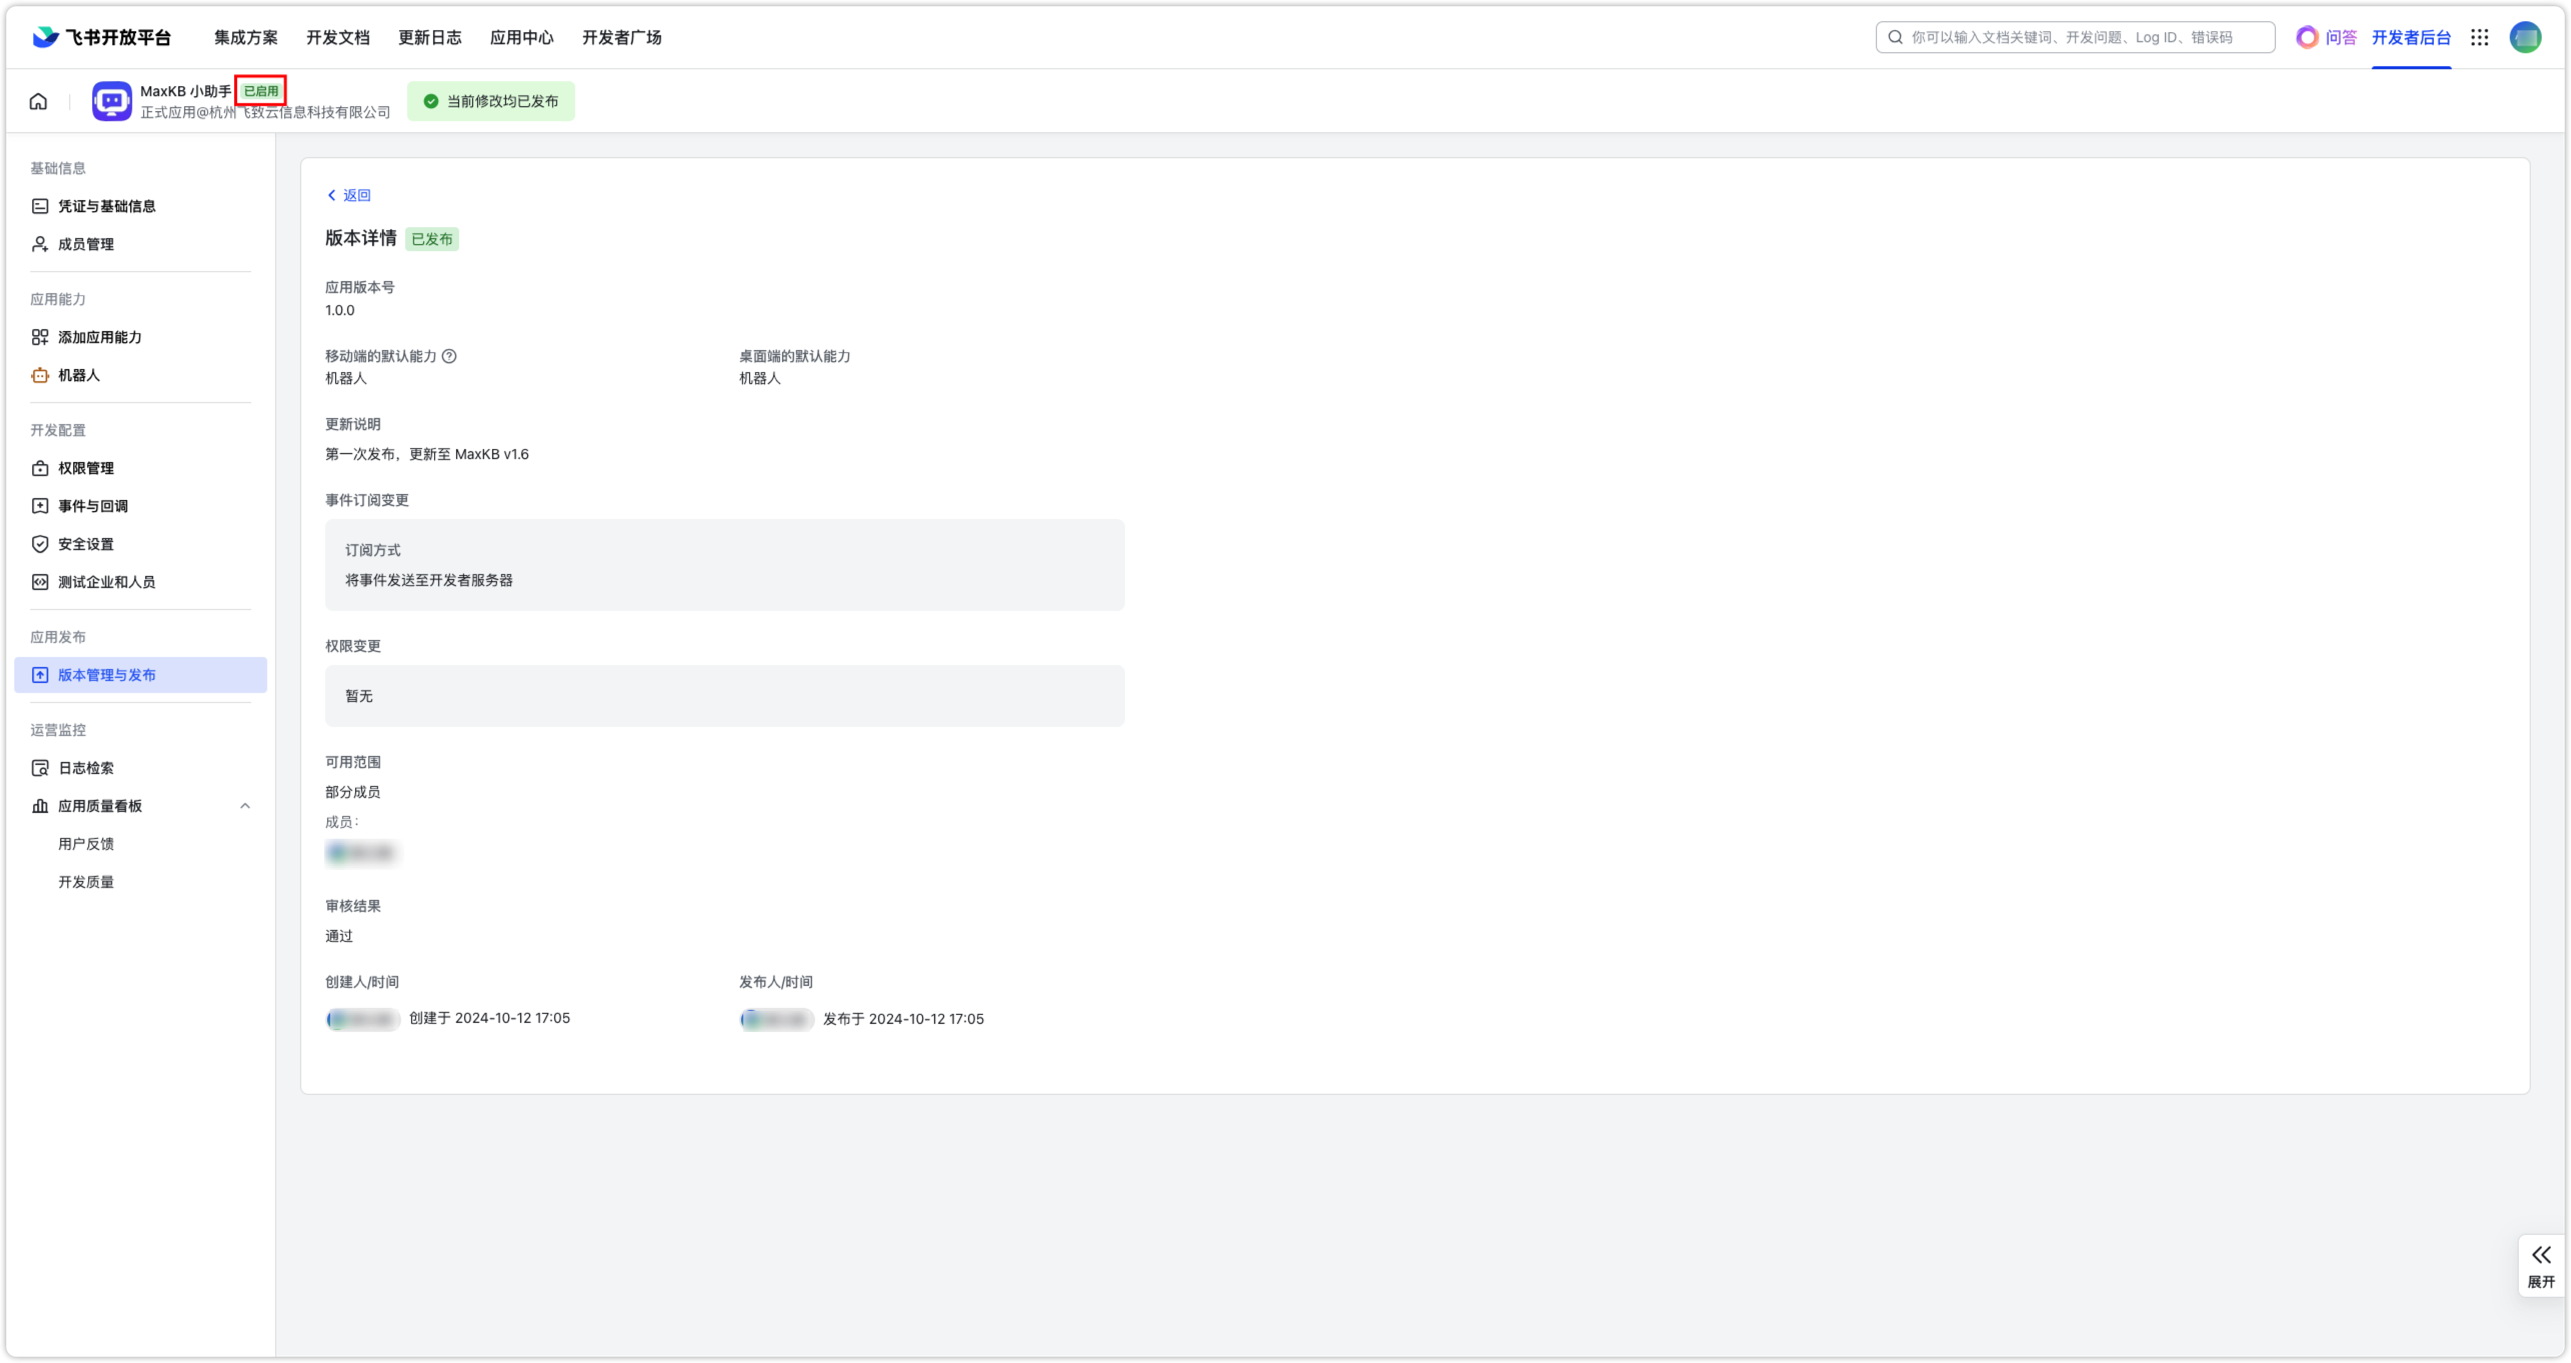 飞书开放平台
集成方案
开发文档
更新日志
应用中心
开发者广场
你可以输入文档关键词、开发问题、Log ID、错误码
问答
开发者后台
MaxKB 小助手
已启用
正式应用@杭州飞致云信息科技有限公司
当前修改均已发布
基础信息
凭证与基础信息
成员管理
应用能力
添加应用能力
机器人
开发配置
权限管理
事件与回调
安全设置
测试企业和人员
应用发布
版本管理与发布
运营监控
日志检索
应用质量看板
用户反馈
开发质量
返回
版本详情
已发布
应用版本号
1.0.0
移动端的默认能力
机器人
桌面端的默认能力
机器人
更新说明
第一次发布，更新至 MaxKB v1.6
事件订阅变更
订阅方式
将事件发送至开发者服务器
权限变更
暂无
可用范围
部分成员
成员：
审核结果
通过
创建人/时间
创建于 2024-10-12 17:05
发布人/时间
发布于 2024-10-12 17:05
展开